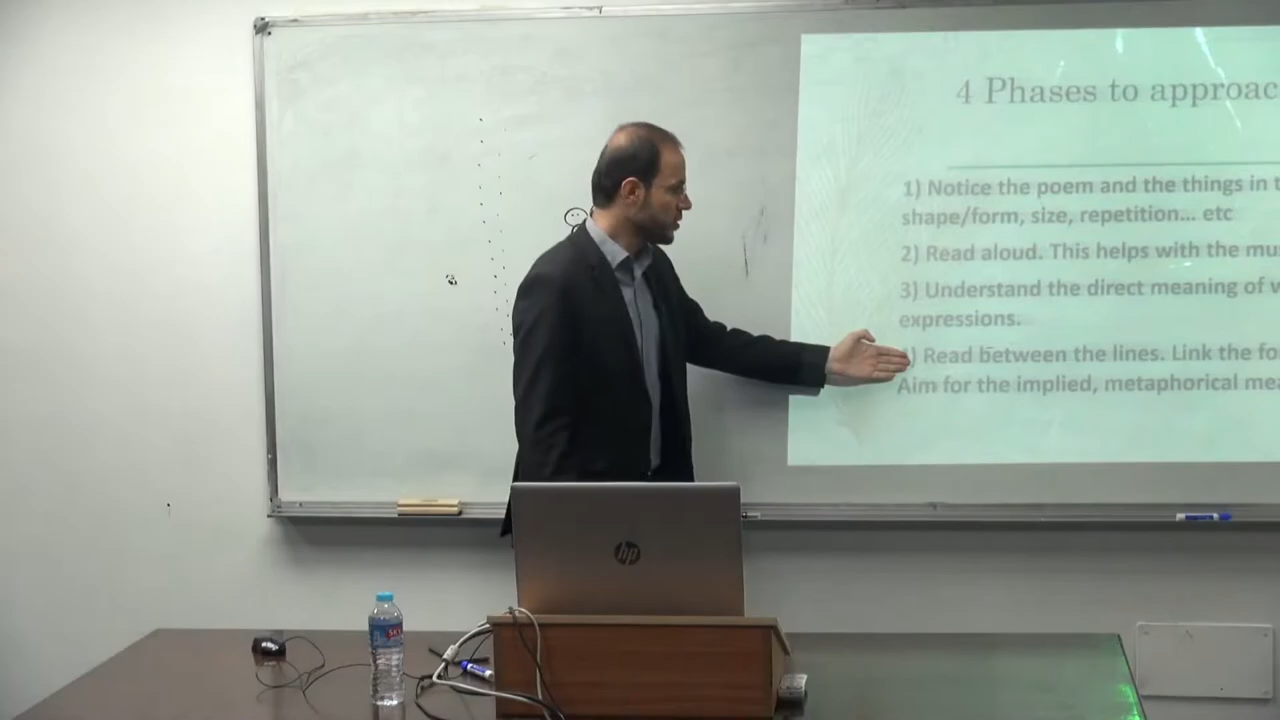 4 Phases to approac
1) Notice the poem and the things in t
shape/form, size, repetition... etc
2) Read aloud. This helps with the mu
3) Understand the direct meaning of w
expressions.
) Read between the lines. Link the fo
Aim for the implied, metaphorical mea
hp
SKY